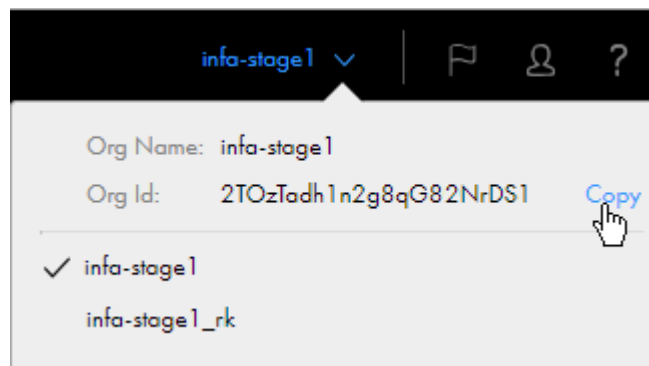 infa-stage1
?
Org Name: infa-stage1
Org Id: 2TOzTadh1n2g8qG82NrDS1 Copy
infa-stage1
infa-stage1_rk